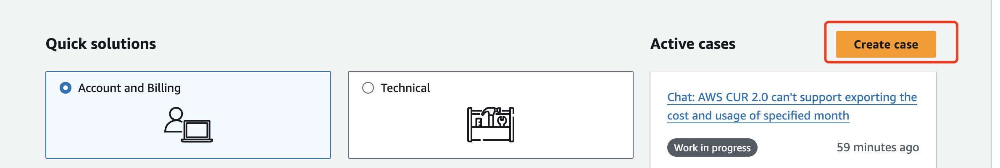 Quick solutions
Active cases
Create case
Account and Billing
Technical
Chat: AWS CUR 2.0 can't support exporting the
cost and usage of specified month
Work in progress
59 minutes ago